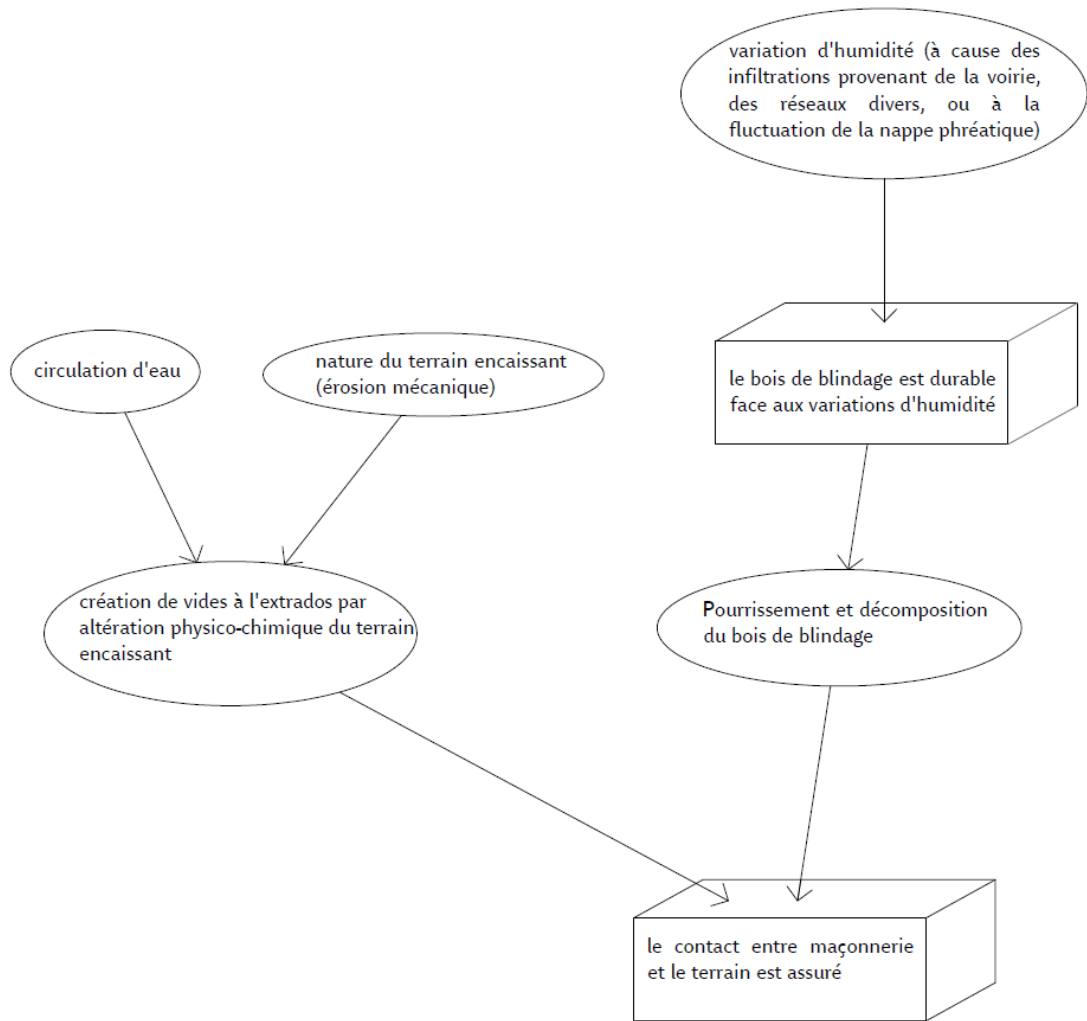 variation d'humidité (à cause des
infiltrations provenant de la voirie,
des réseaux divers, ou à la
fluctuation de la nappe phréatique)
circulation d'eau
nature du terrain encaissant
(érosion mécanique)
le bois de blindage est durable
face aux variations d'humidité
création de vides à l'extrados par
altération physico-chimique du terrain
encaissant
Pourrissement et décomposition
du bois de blindage
le contact entre maçonnerie
et le terrain est assuré